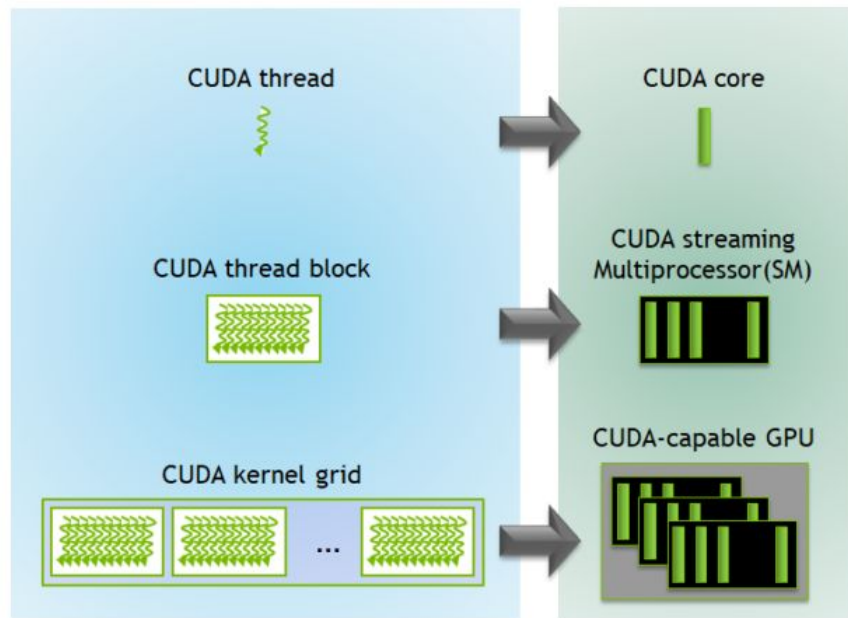 CUDA thread
CUDA core
CUDA thread block
CUDA streaming
Multiprocessor(SM)
CUDA kernel grid
...
CUDA-capable GPU